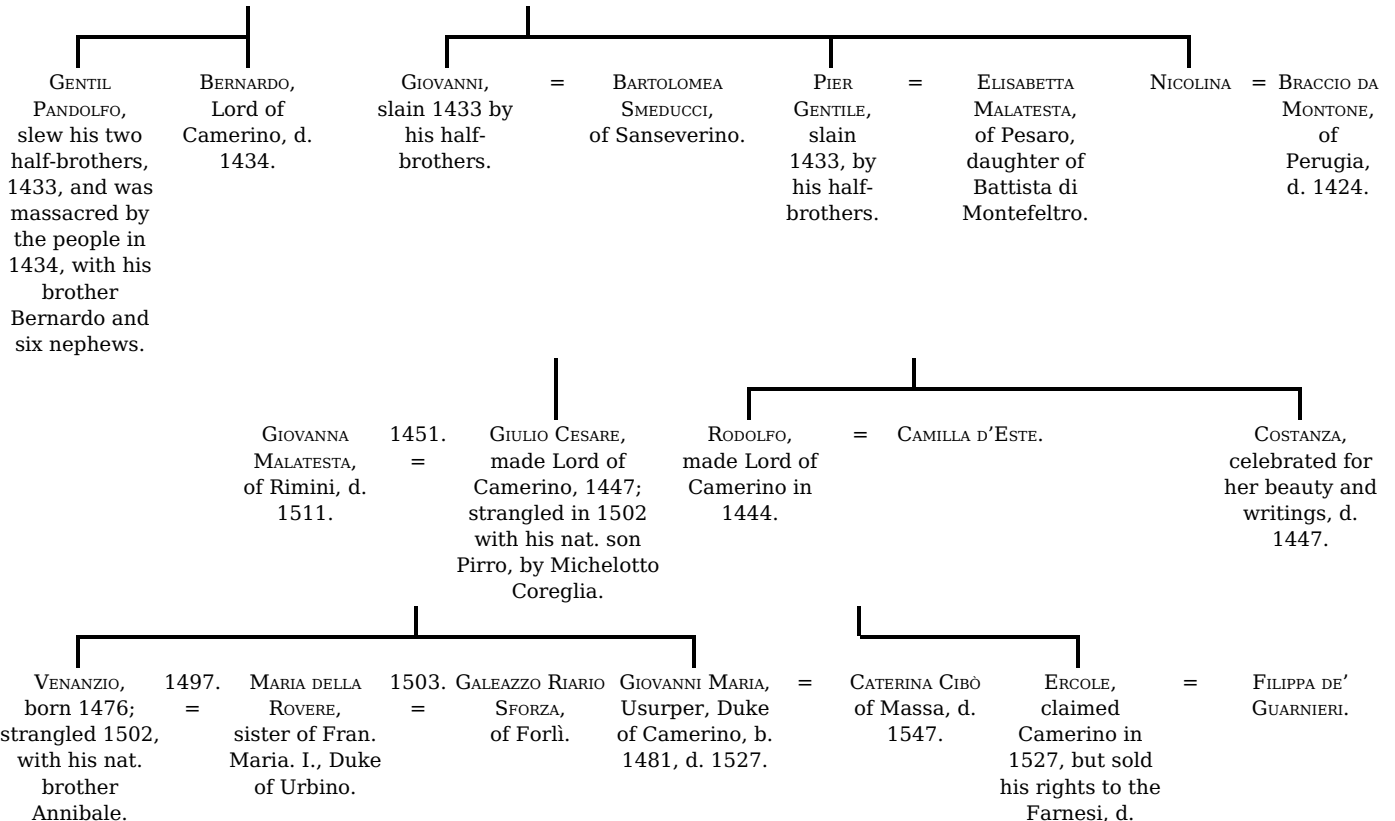 Gentil
Pandolfo,
slew his two
half-brothers,
1433, and was
massacred by
the people in
1434, with his
brother
Bernardo and
six nephews.
Bernardo,
Lord of
Camerino, d.
1434.
Giovanni,
slain 1433 by
his half-
brothers.
=
Bartolomea
Smeducci,
of Sanseverino.
Pier
Gentile,
slain
1433, by
his half-
brothers.
=
Elisabetta
Malatesta,
of Pesaro,
daughter of
Battista di
Montefeltro.
Nicolina
=
Braccio da
Montone,
of
Perugia,
d. 1424.
Giovanna
Malatesta,
of Rimini, d.
1511.
1451.
=
Giulio Cesare,
made Lord of
Camerino, 1447;
strangled in 1502
with his nat. son
Pirro, by Michelotto
Coreglia.
Rodolfo,
made Lord of
Camerino in
1444.
=
Camilla d'Este.
Costanza,
celebrated for
her beauty and
writings, d.
1447.
Venanzio,
born 1476;
strangled 1502,
with his nat.
brother
Annibale.
1497.
=
Maria della
Rovere,
sister of Fran.
Maria. I., Duke
of Urbino.
1503.
=
Galeazzo Riario
Sforza,
of Forlì.
Giovanni Maria,
Usurper, Duke
of Camerino, b.
1481, d. 1527.
=
Caterina Cibò
of Massa, d.
1547.
Ercole,
claimed
Camerino in
1527, but sold
his rights to the
Farnesi, d.
=
Filippa de’
Guarnieri.